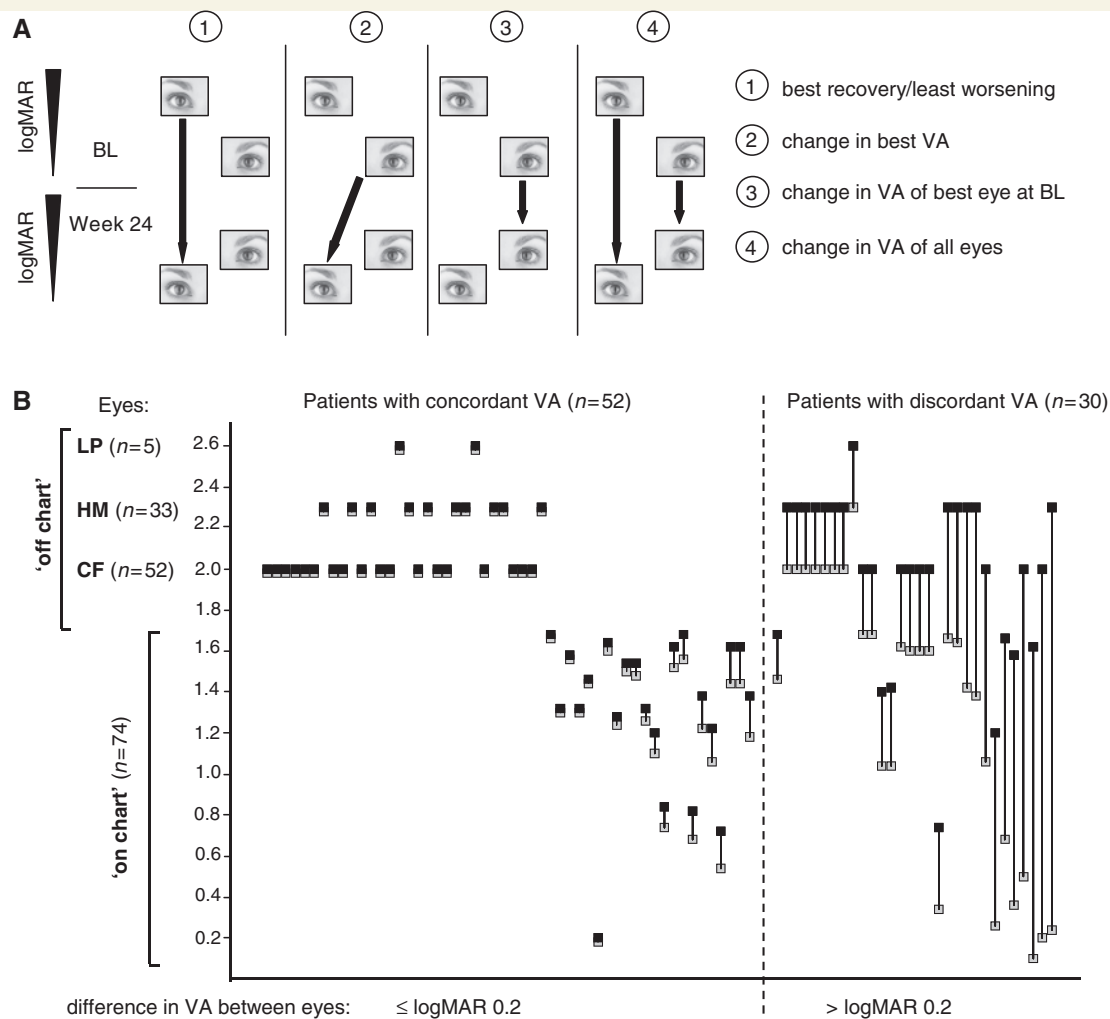 A
1
2
3
4
logMAR
BL
logMAR
Week 24
1 best recovery/least worsening
2 change in best VA
3 change in VA of best eye at BL
4 change in VA of all eyes
B
Eyes:
Patients with concordant VA (n=52)
Patients with discordant VA (n=30)
'off chart'
LP (n=5)
HM (n=33)
CF (n=52)
'on chart' (n=74)
2.6
2.4
2.2
2.0
1.8
1.6
1.4
1.2
1.0
0.8
0.6
0.4
0.2
difference in VA between eyes: ≤ logMAR 0.2 > logMAR 0.2